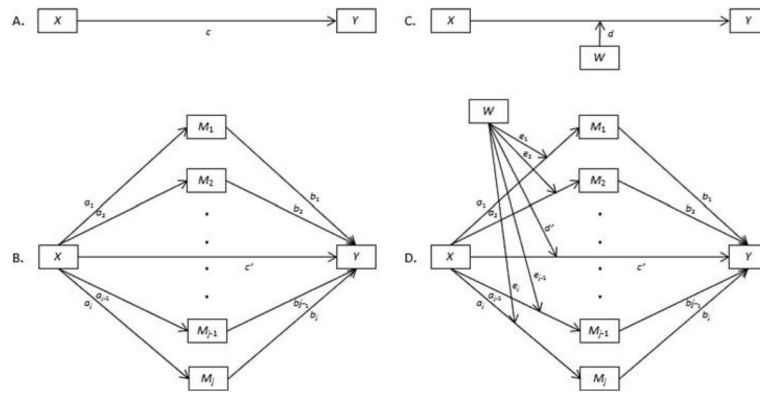 A.
X
Y
c
C.
X
Y
d
W
B.
M1
M2
X
Y
Mj-1
Mj
a1
a2
c'
aj-1
aj
b1
b2
bj-1
bj
D.
W
M1
M2
X
Y
Mj-1
Mj
e1
e2
d'
ej-1
ej
a1
a2
c'
aj-1
aj
b1
b2
bj-1
bj